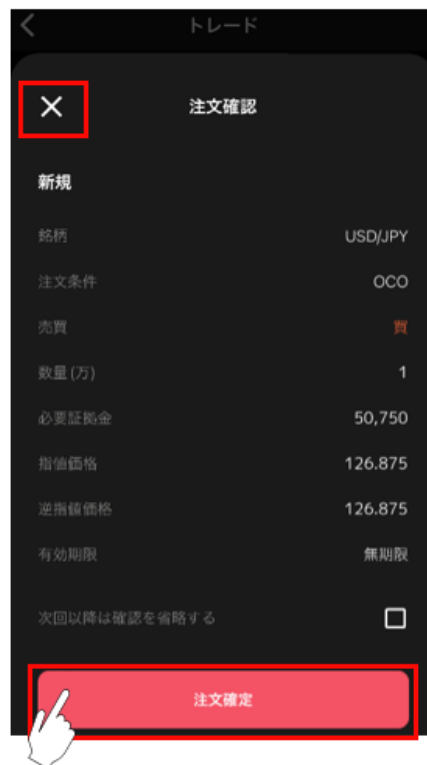 トレード
注文確認
新規
銘柄 USD/JPY
注文条件 OCO
売買 買
数量(万) 1
必要証拠金 50,750
指値価格 126.875
逆指値価格 126.875
有効期限 無期限
次回以降は確認を省略する
注文確定